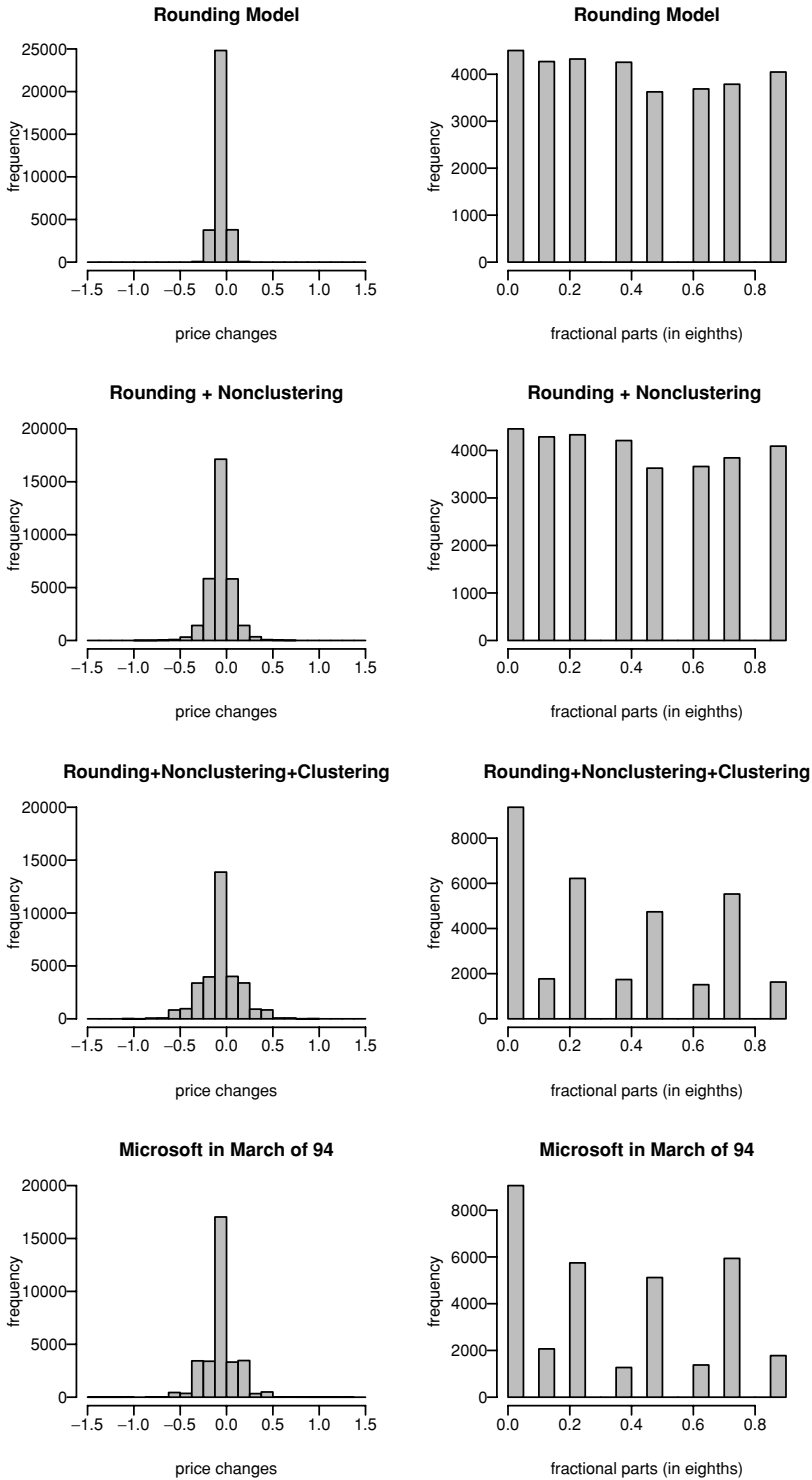 Rounding Model
frequency
25000
20000
15000
10000
5000
0
−1.5 −1.0 −0.5 0.0 0.5 1.0 1.5
price changes
Rounding Model
frequency
4000
3000
2000
1000
0
0.0 0.2 0.4 0.6 0.8
fractional parts (in eighths)
Rounding + Nonclustering
frequency
20000
15000
10000
5000
0
−1.5 −1.0 −0.5 0.0 0.5 1.0 1.5
price changes
Rounding + Nonclustering
frequency
4000
3000
2000
1000
0
0.0 0.2 0.4 0.6 0.8
fractional parts (in eighths)
Rounding+Nonclustering+Clustering
frequency
20000
15000
10000
5000
0
−1.5 −1.0 −0.5 0.0 0.5 1.0 1.5
price changes
Rounding+Nonclustering+Clustering
frequency
8000
6000
4000
2000
0
0.0 0.2 0.4 0.6 0.8
fractional parts (in eighths)
Microsoft in March of 94
frequency
20000
15000
10000
5000
0
−1.5 −1.0 −0.5 0.0 0.5 1.0 1.5
price changes
Microsoft in March of 94
frequency
8000
6000
4000
2000
0
0.0 0.2 0.4 0.6 0.8
fractional parts (in eighths)